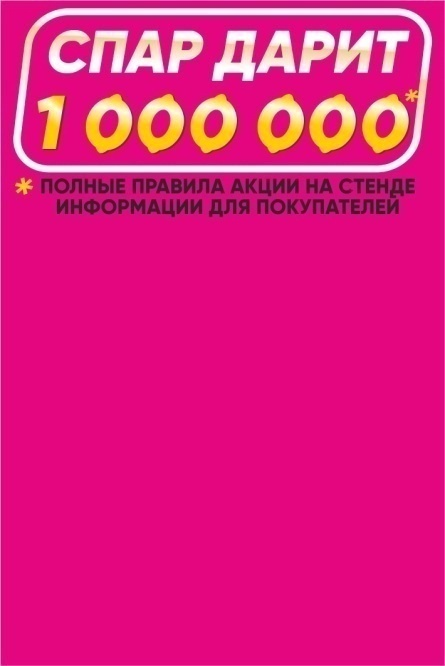 СПАР ДАРИТ
1 000 000*
* ПОЛНЫЕ ПРАВИЛА АКЦИИ НА СТЕНДЕ
ИНФОРМАЦИИ ДЛЯ ПОКУПАТЕЛЕЙ